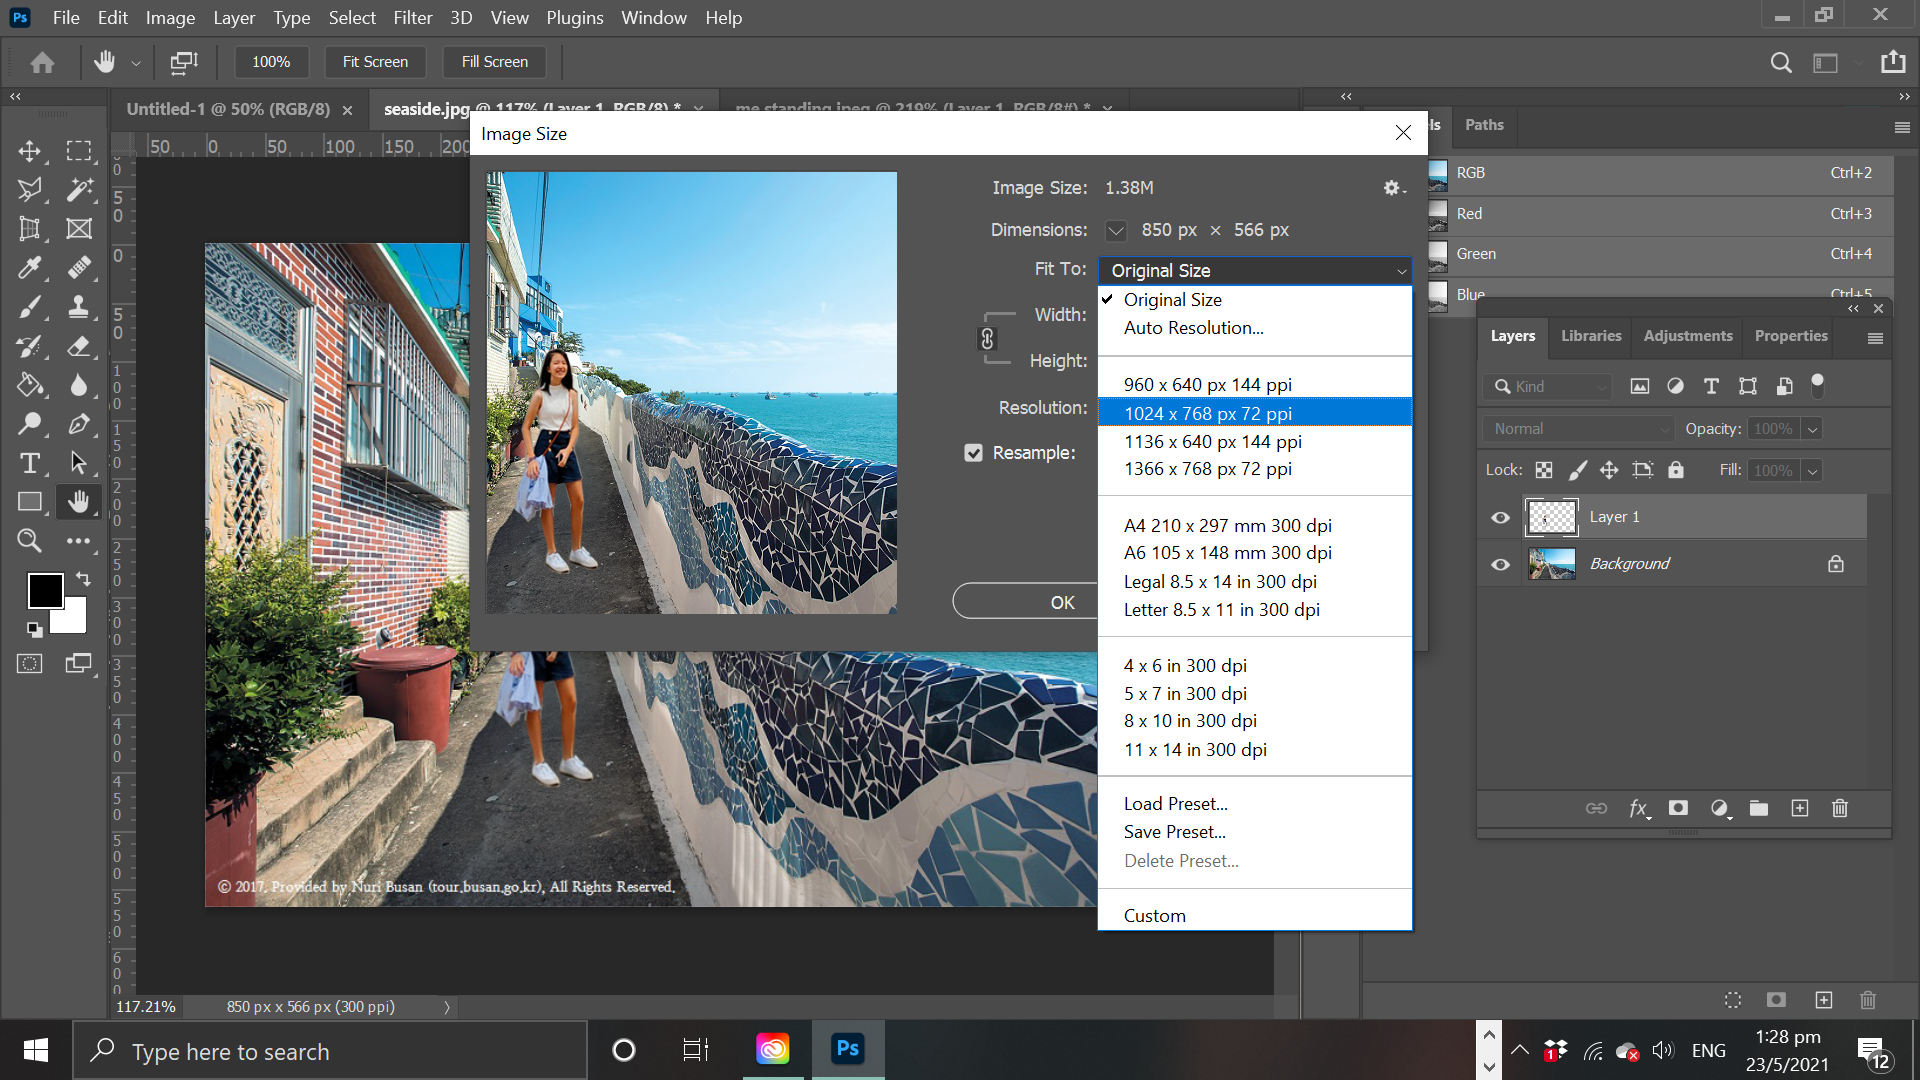 Ps File Edit Image Layer Type Select Filter 3D View Plugins Window Help
100% Fit Screen Fill Screen
Untitled-1 @ 50% (RGB/8) × seaside.jpg @ 117% (Layer 1, RGB/8) * × me standing.jpeg @ 219% (Layer 1, RGB/8#) * ×
50 0 50 100 150 200
Image Size
Image Size: 1.38M
Dimensions: 850 px × 566 px
Fit To: Original Size
Width:
Height:
Resolution:
Resample:
OK
Original Size
Auto Resolution...
960 x 640 px 144 ppi
1024 x 768 px 72 ppi
1136 x 640 px 144 ppi
1366 x 768 px 72 ppi
A4 210 x 297 mm 300 dpi
A6 105 x 148 mm 300 dpi
Legal 8.5 x 14 in 300 dpi
Letter 8.5 x 11 in 300 dpi
4 x 6 in 300 dpi
5 x 7 in 300 dpi
8 x 10 in 300 dpi
11 x 14 in 300 dpi
Load Preset...
Save Preset...
Delete Preset...
Custom
ls Paths
RGB Ctrl+2
Red Ctrl+3
Green Ctrl+4
Blue Ctrl+5
Layers Libraries Adjustments Properties
Kind
Normal Opacity: 100%
Lock: Fill: 100%
Layer 1
Background
fx
© 2017. Provided by Nuri Busan (tour.busan.go.kr), All Rights Reserved.
117.21% 850 px x 566 px (300 ppi)
Type here to search
Ps
1
ENG
1:28 pm
23/5/2021
12